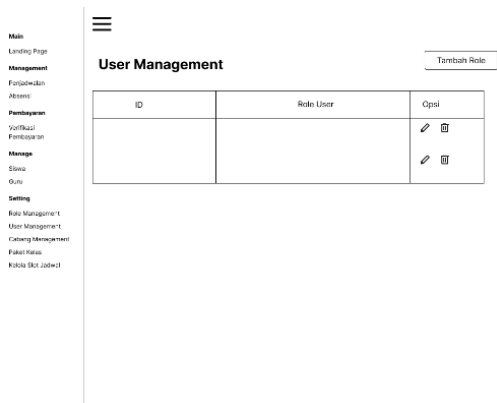 Main
Landing Page
Management
Penjadwalan
Absensi
Pembayaran
Verifikasi
Pembayaran
Manage
Siswa
Guru
Setting
Role Management
User Management
Cabang Management
Paket Kelas
Kelola Slot Jadwal
User Management
Tambah Role
ID
Role User
Opsi